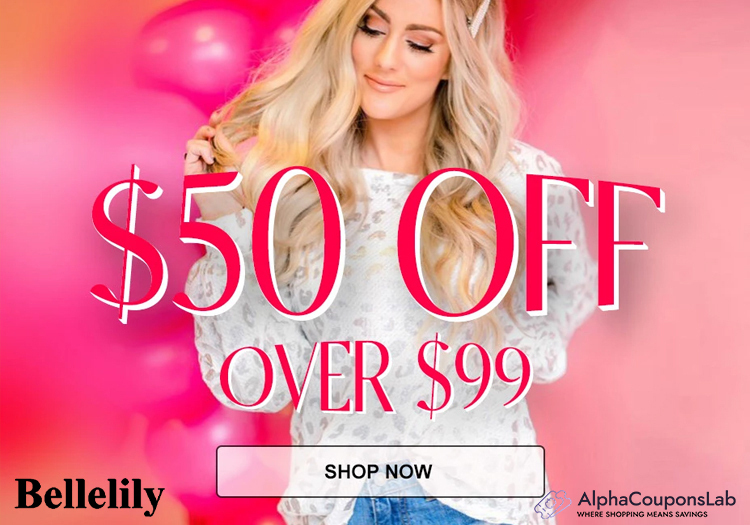 $50 OFF
OVER $99
SHOP NOW
Bellelily
AlphaCouponsLab
WHERE SHOPPING MEANS SAVINGS